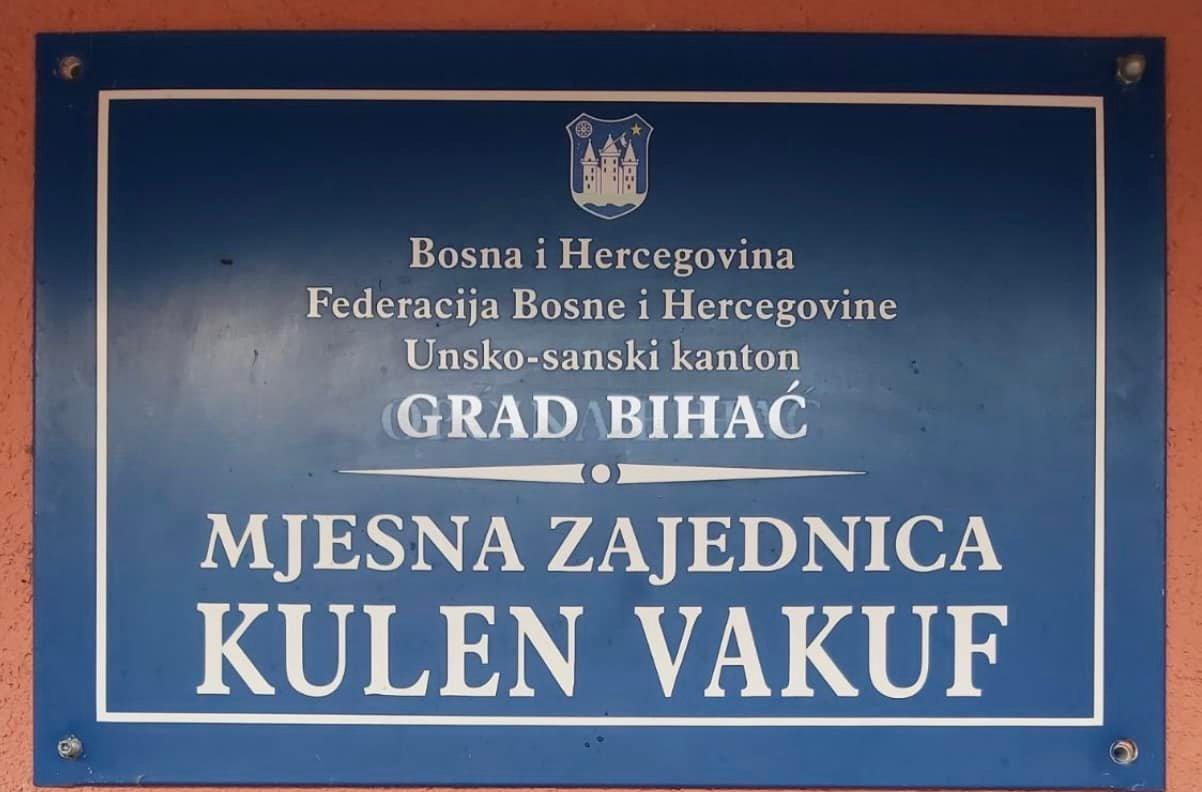 Bosna i Hercegovina
Federacija Bosne i Hercegovine
Unsko-sanski kanton
GRAD BIHAĆ
MJESNA ZAJEDNICA
KULEN VAKUF